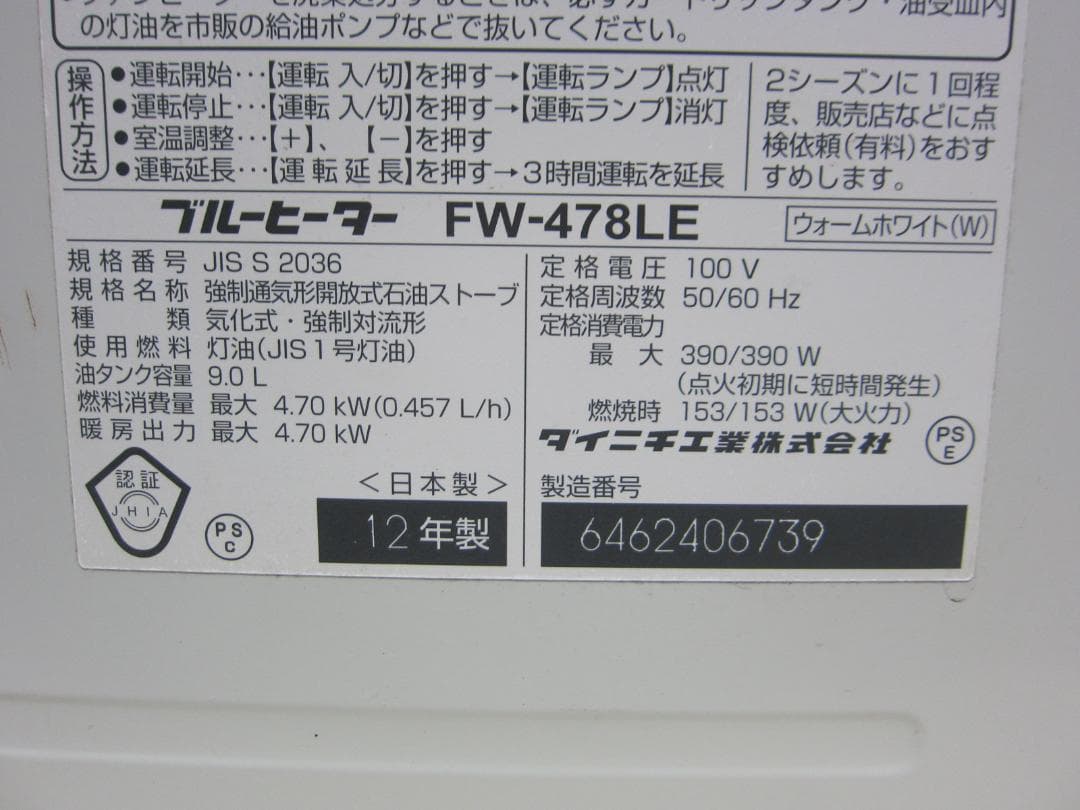 の灯油を市販の給油ポンプなどで抜いてください。
操作方法
●運転開始…【運転 入/切】を押す→【運転ランプ】点灯
●運転停止…【運転 入/切】を押す→【運転ランプ】消灯
●室温調整…【＋】、【－】を押す
●運転延長…【運転延長】を押す→3時間運転を延長
2シーズンに1回程
度、販売店などに点
検依頼(有料)をおす
すめします。
ブルーヒーター FW-478LE ウォームホワイト(W)
規格番号 JIS S 2036
規格名称 強制通気形開放式石油ストーブ
種類 気化式・強制対流形
使用燃料 灯油(JIS1号灯油)
油タンク容量 9.0 L
燃料消費量 最大 4.70 kW(0.457 L/h)
暖房出力 最大 4.70 kW
認証
JHIA
PS
C
＜日本製＞
12年製
定格電圧 100 V
定格周波数 50/60 Hz
定格消費電力
最大 390/390 W
(点火初期に短時間発生)
燃焼時 153/153 W(大火力)
ダイニチ工業株式会社
PS
E
製造番号
6462406739